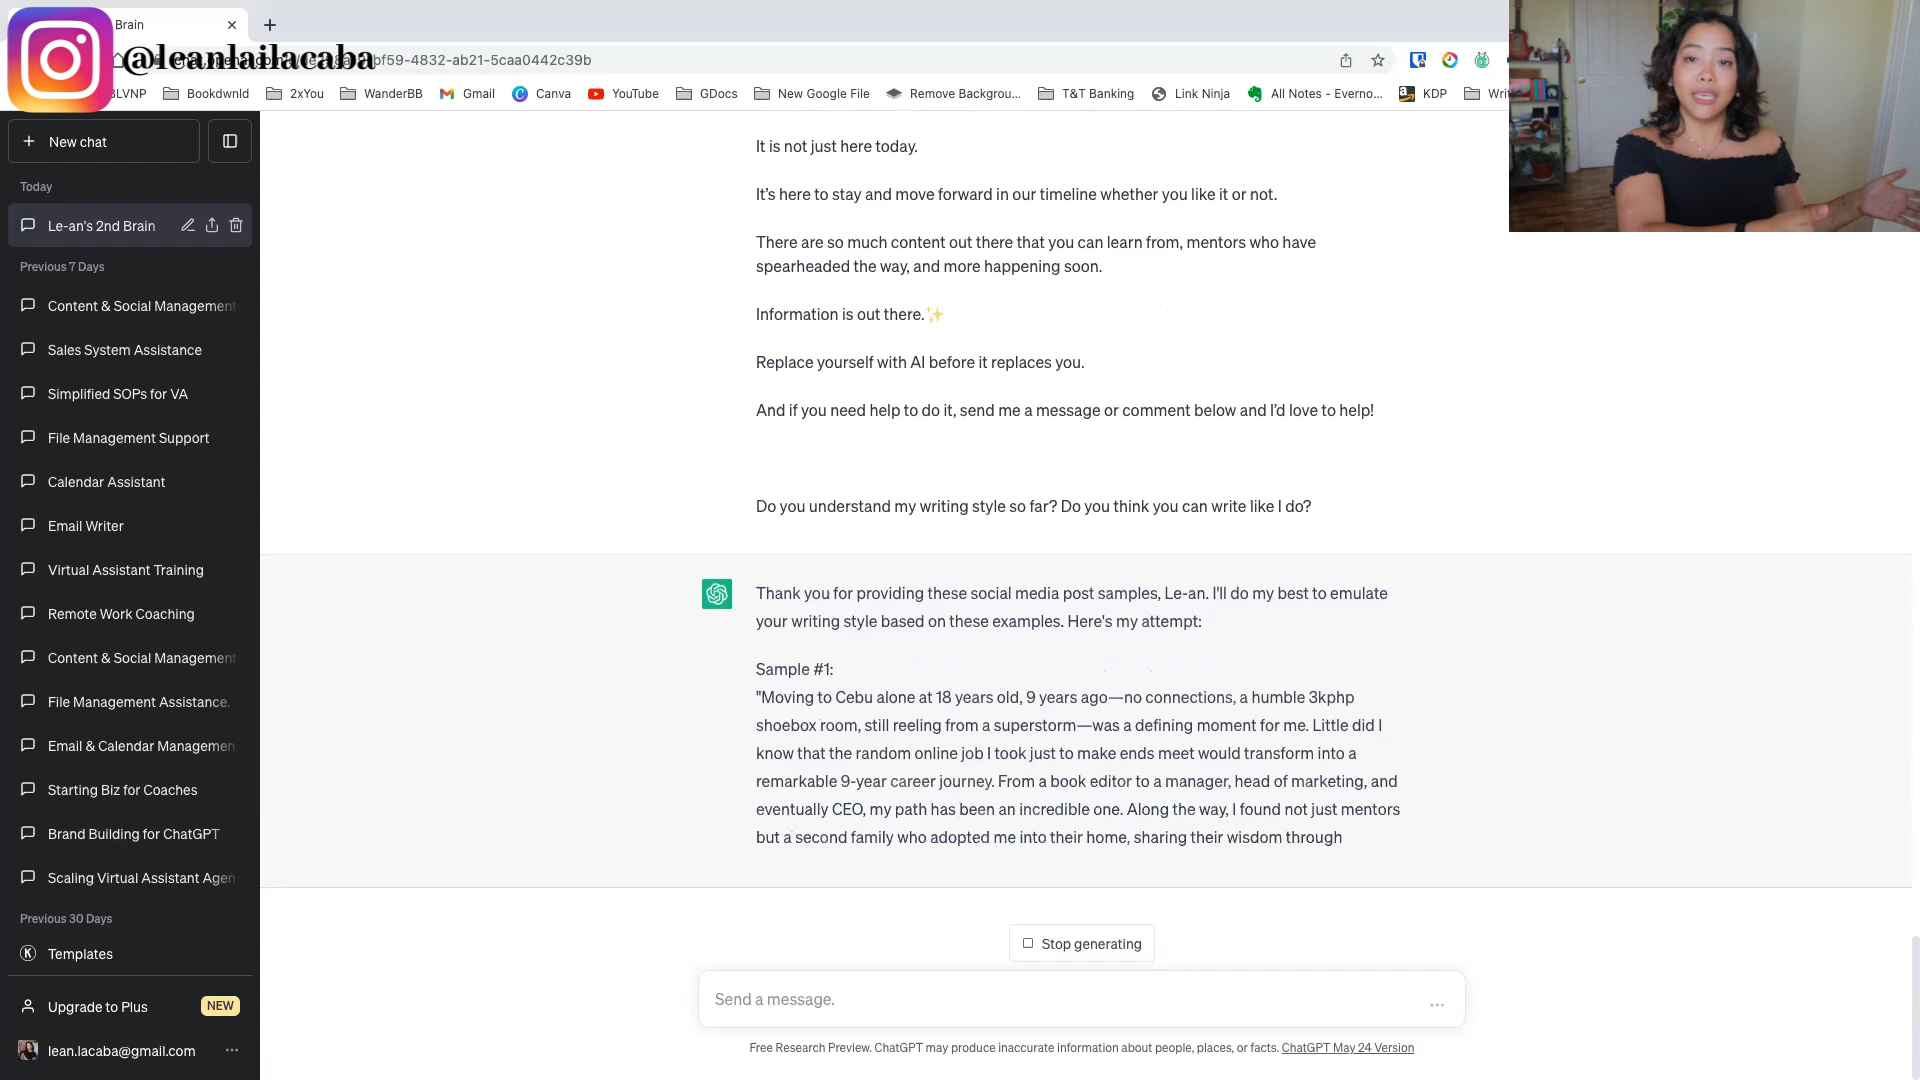 Brain
@leanlailacaba
bf59-4832-ab21-5caa0442c39b
BLVNP
Bookdwnld
2xYou
WanderBB
Gmail
Canva
YouTube
GDocs
New Google File
Remove Backgrou...
T&T Banking
Link Ninja
All Notes - Everno...
KDP
Wri
New chat
Today
Le-an's 2nd Brain
Previous 7 Days
Content & Social Management
Sales System Assistance
Simplified SOPs for VA
File Management Support
Calendar Assistant
Email Writer
Virtual Assistant Training
Remote Work Coaching
Content & Social Management
File Management Assistance.
Email & Calendar Managemen
Starting Biz for Coaches
Brand Building for ChatGPT
Scaling Virtual Assistant Agen
Previous 30 Days
Templates
Upgrade to Plus
NEW
lean.lacaba@gmail.com
It is not just here today.
It’s here to stay and move forward in our timeline whether you like it or not.
There are so much content out there that you can learn from, mentors who have
spearheaded the way, and more happening soon.
Information is out there.✨
Replace yourself with AI before it replaces you.
And if you need help to do it, send me a message or comment below and I’d love to help!
Do you understand my writing style so far? Do you think you can write like I do?
Thank you for providing these social media post samples, Le-an. I'll do my best to emulate
your writing style based on these examples. Here's my attempt:
Sample #1:
"Moving to Cebu alone at 18 years old, 9 years ago—no connections, a humble 3kphp
shoebox room, still reeling from a superstorm—was a defining moment for me. Little did I
know that the random online job I took just to make ends meet would transform into a
remarkable 9-year career journey. From a book editor to a manager, head of marketing, and
eventually CEO, my path has been an incredible one. Along the way, I found not just mentors
but a second family who adopted me into their home, sharing their wisdom through
Stop generating
Send a message.
Free Research Preview. ChatGPT may produce inaccurate information about people, places, or facts. ChatGPT May 24 Version